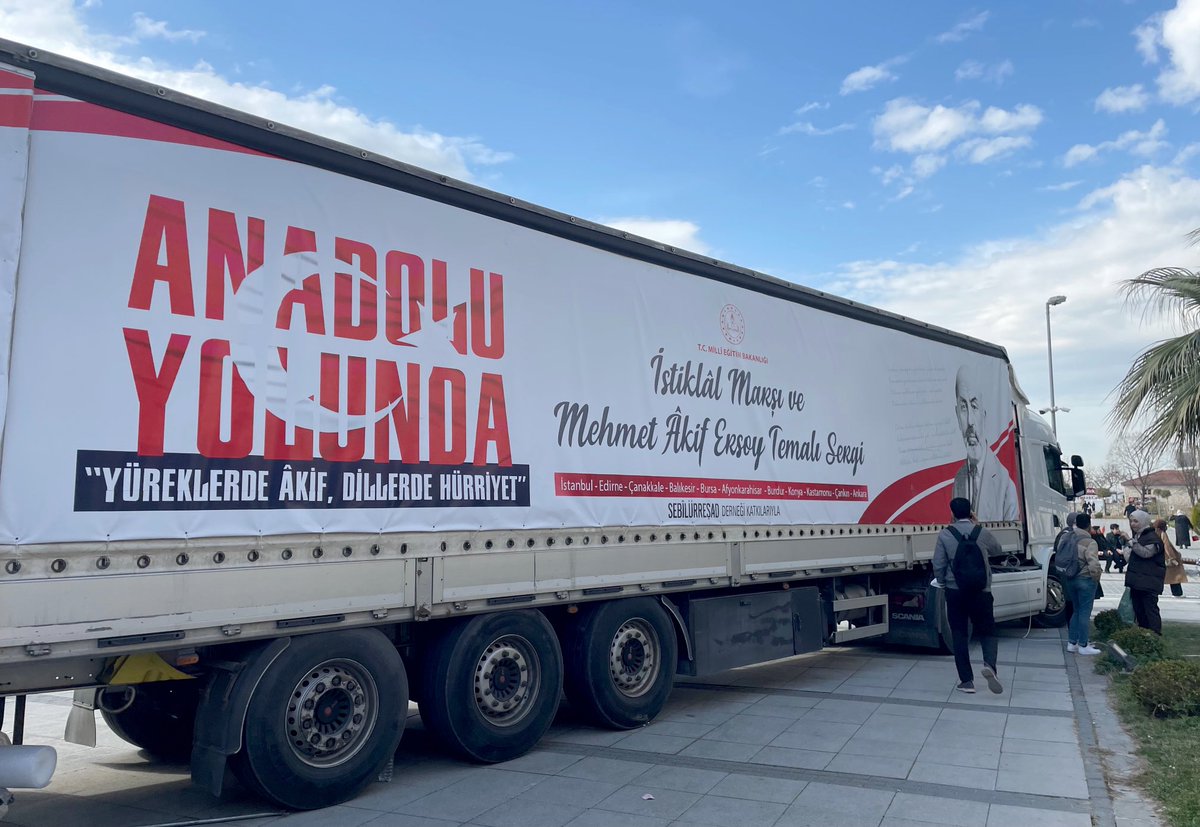 ANADOLU
YOLUNDA
"YÜREKLERDE ÂKİF, DİLLERDE HÜRRİYET"
T.C. MİLLÎ EĞİTİM BAKANLIĞI
İstiklâl Marşı ve
Mehmet Âkif Ersoy Temalı Sergi
İstanbul - Edirne - Çanakkale - Balıkesir - Bursa - Afyonkarahisar - Burdur - Konya - Kastamonu - Çankırı - Ankara
SEBİLÜRREŞAD DERNEĞİ KATKILARIYLA
SCANIA